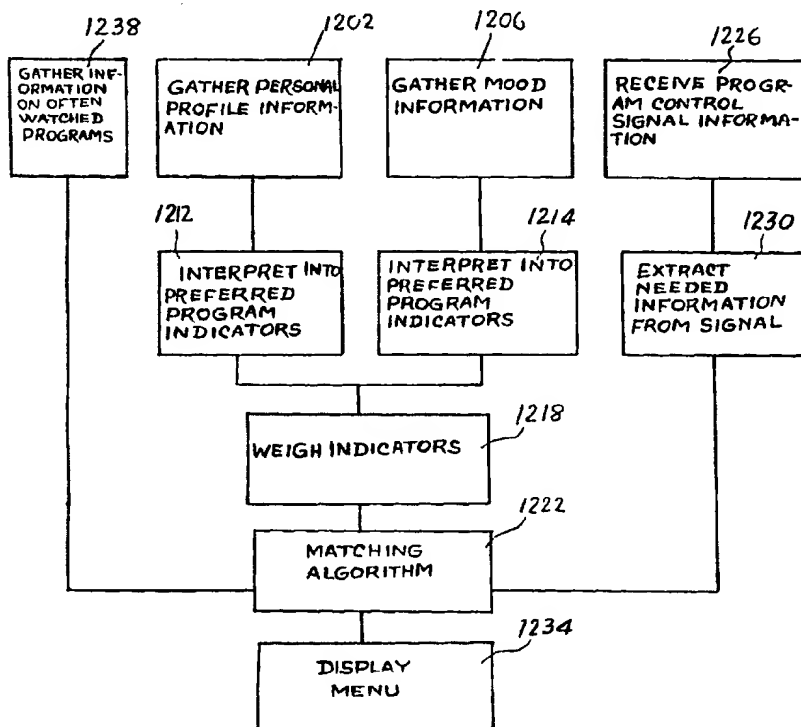 1238
1202
1206
1226
GATHER INF-
ORMATION
ON OFTEN
WATCHED
PROGRAMS
GATHER PERSONAL
PROFILE INFORM-
ATION
GATHER MOOD
INFORMATION
RECEIVE PROGR-
AM CONTROL
SIGNAL INFORMA-
TION
1212
1214
1230
INTERPRET INTO
PREFERRED
PROGRAM
INDICATORS
INTERPRET INTO
PREFERRED
PROGRAM
INDICATORS
EXTRACT
NEEDED
INFORMATION
FROM SIGNAL
1218
WEIGH INDICATORS
1222
MATCHING
ALGORITHM
1234
DISPLAY
MENU